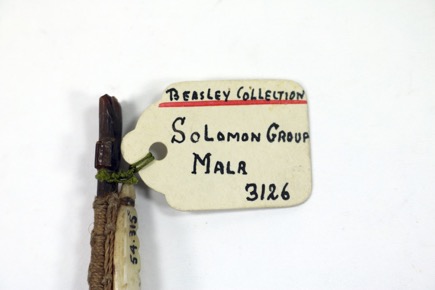 BEASLEY COLLECTION
SOLOMON GROUP
MALA
3126
54.315